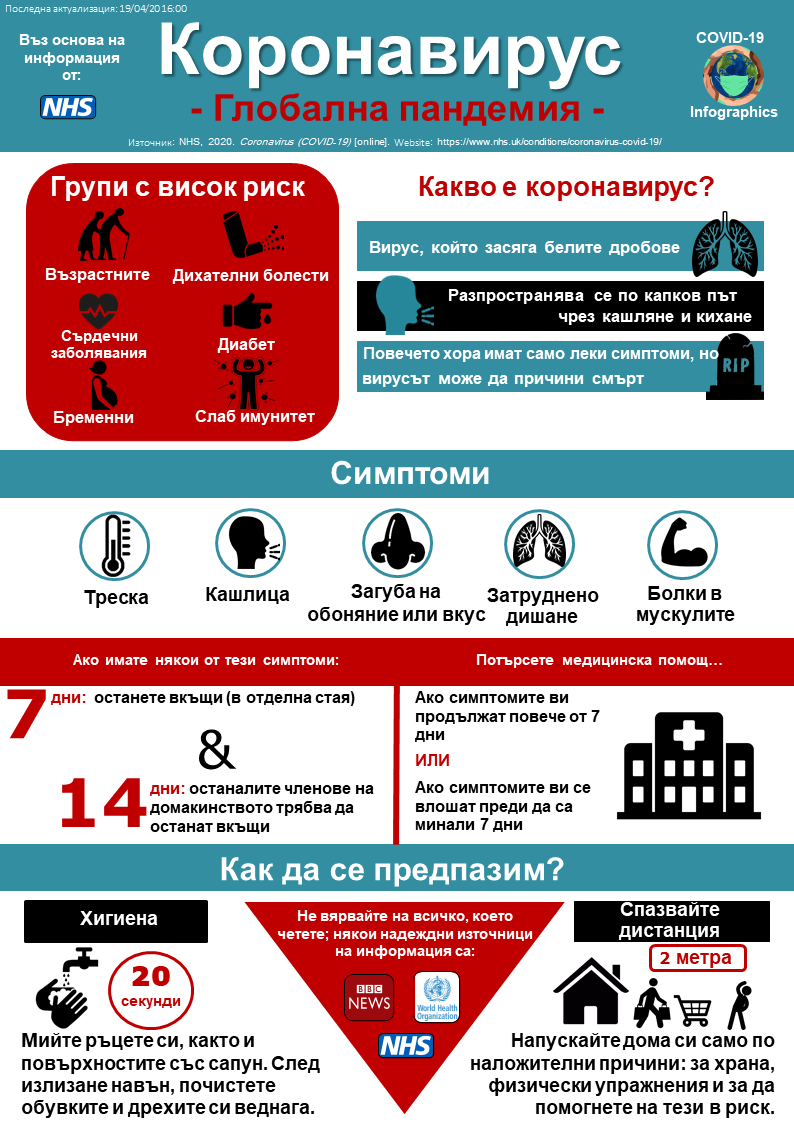 Последна актуализация: 19/04/2016:00
Въз основа на
информация
от:
NHS
Коронавирус
- Глобална пандемия -
COVID-19
Infographics
Източник: NHS, 2020. Coronavirus (COVID-19) [online]. Website: https://www.nhs.uk/conditions/coronavirus-covid-19/
Групи с висок риск
Възрастните
Дихателни болести
Сърдечни
заболявания
Диабет
Бременни
Слаб имунитет
Какво е коронавирус?
Вирус, който засяга белите дробове
Разпространява се по капков път
чрез кашляне и кихане
Повечето хора имат само леки симптоми, но
вирусът може да причини смърт
RIP
Симптоми
Треска
Кашлица
Загуба на
обоняние или вкус
Затруднено
дишане
Болки в
мускулите
Ако имате някои от тези симптоми:
7 дни: останете вкъщи (в отделна стая)
&
14 дни: останалите членове на
домакинството трябва да
останат вкъщи
Потърсете медицинска помощ...
Ако симптомите ви
продължат повече от 7
дни
ИЛИ
Ако симптомите ви се
влошат преди да са
минали 7 дни
Как да се предпазим?
Хигиена
20
секунди
Мийте ръцете си, както и
повърхностите със сапун. След
излизане навън, почистете
обувките и дрехите си веднага.
Не вярвайте на всичко, което
четете; някои надеждни източници
на информация са:
BBC
NEWS
World Health
Organization
NHS
Спазвайте
дистанция
2 метра
Напускайте дома си само по
наложителни причини: за храна,
физически упражнения и за да
помогнете на тези в риск.